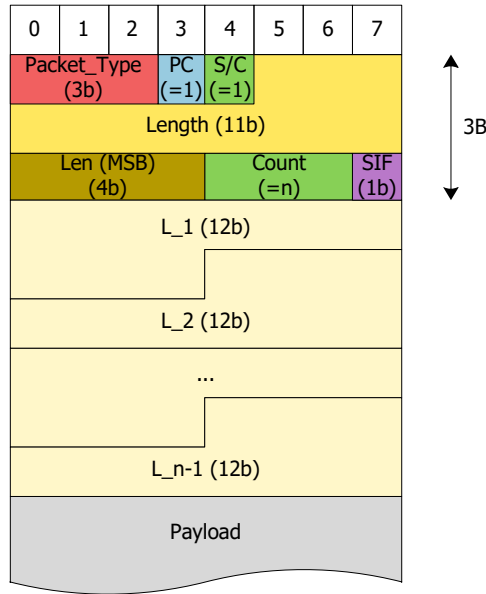 0 1 2 3 4 5 6 7
Packet_Type PC S/C
(3b) (=1) (=1)
Length (11b)
3B
Len (MSB) Count SIF
(4b) (=n) (1b)
L_1 (12b)
L_2 (12b)
...
L_n-1 (12b)
Payload